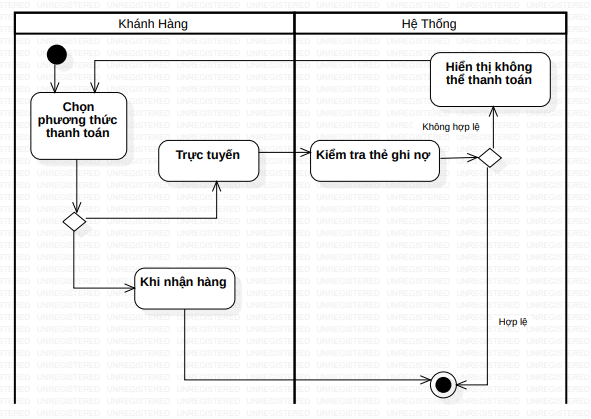 Khánh Hàng
Hệ Thống
Hiển thị không
thể thanh toán
Chọn
phương thức
thanh toán
Không hợp lệ
Trực tuyến
Kiểm tra thẻ ghi nợ
Khi nhận hàng
Hợp lệ